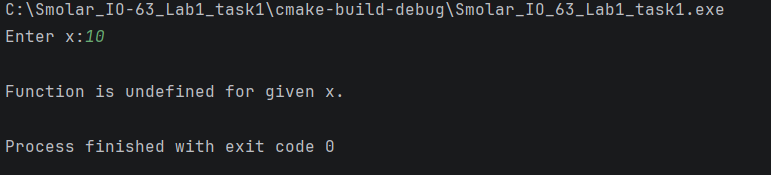 C:\Smolar_IO-63_Lab1_task1\cmake-build-debug\Smolar_IO_63_Lab1_task1.exe
Enter x:10
Function is undefined for given x.
Process finished with exit code 0